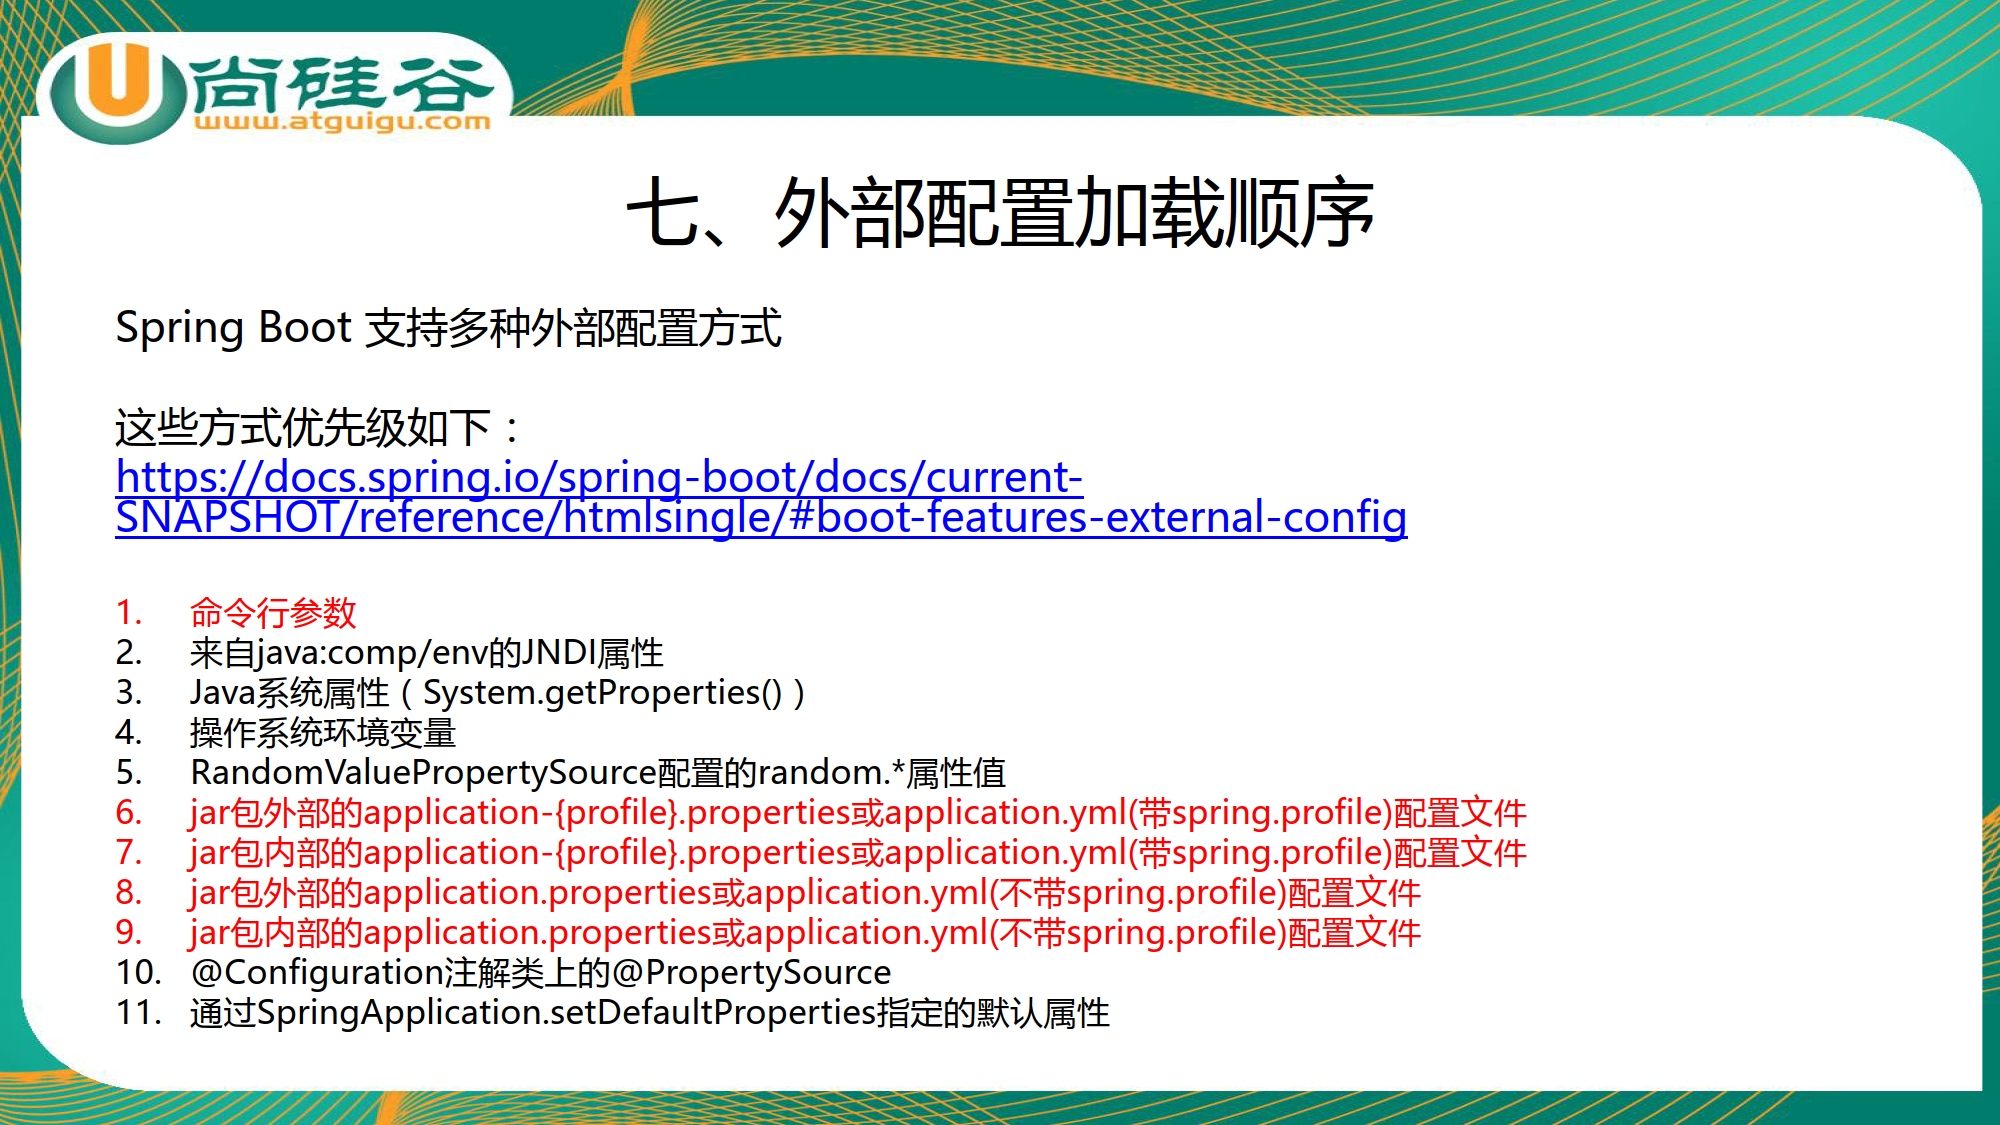 尚硅谷
www.atguigu.com
七、外部配置加载顺序
Spring Boot 支持多种外部配置方式
这些方式优先级如下：
https://docs.spring.io/spring-boot/docs/current-
SNAPSHOT/reference/htmlsingle/#boot-features-external-config
1. 命令行参数
2. 来自java:comp/env的JNDI属性
3. Java系统属性（System.getProperties()）
4. 操作系统环境变量
5. RandomValuePropertySource配置的random.*属性值
6. jar包外部的application-{profile}.properties或application.yml(带spring.profile)配置文件
7. jar包内部的application-{profile}.properties或application.yml(带spring.profile)配置文件
8. jar包外部的application.properties或application.yml(不带spring.profile)配置文件
9. jar包内部的application.properties或application.yml(不带spring.profile)配置文件
10. @Configuration注解类上的@PropertySource
11. 通过SpringApplication.setDefaultProperties指定的默认属性